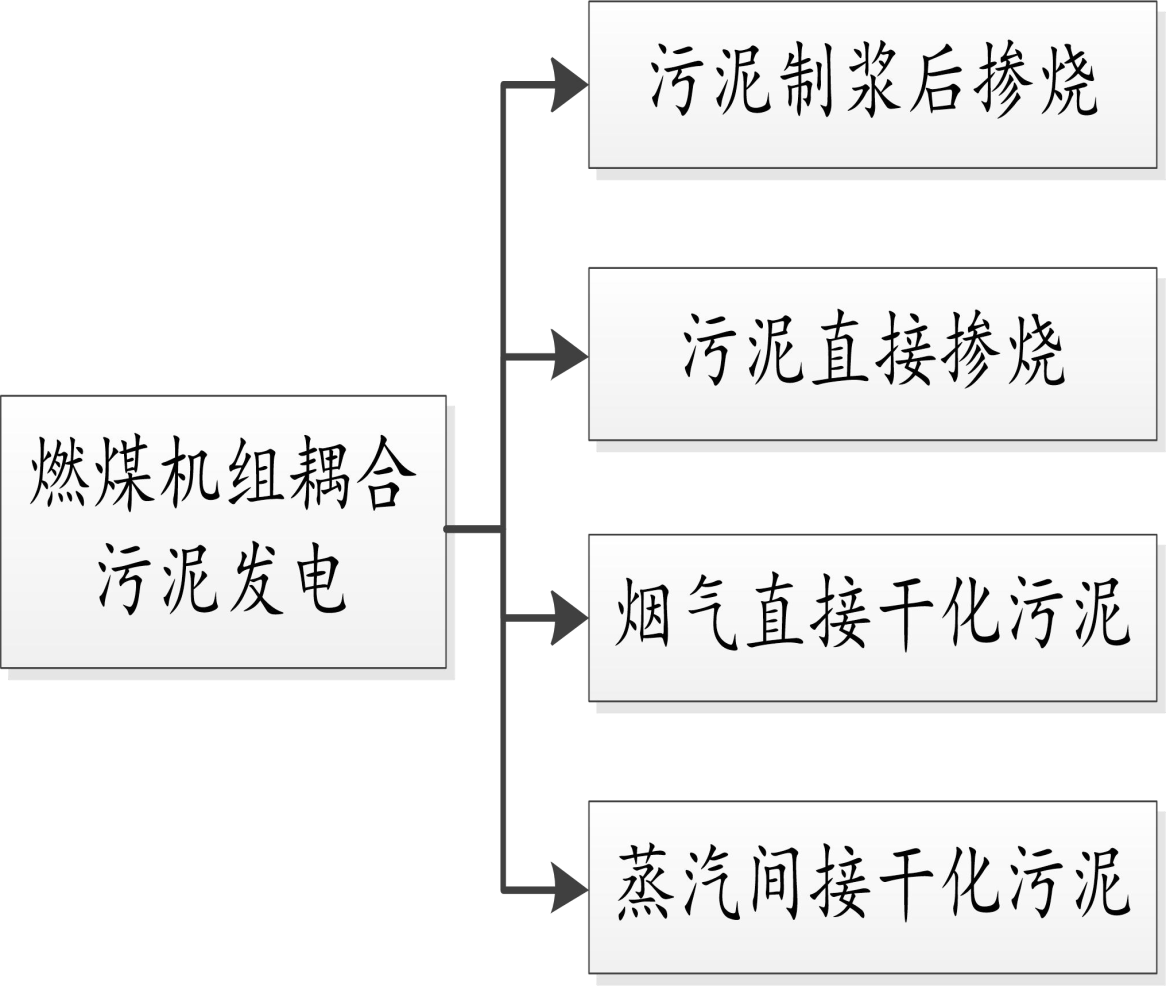 污泥制浆后掺烧
污泥直接掺烧
燃煤机组耦合
污泥发电
烟气直接干化污泥
蒸汽间接干化污泥